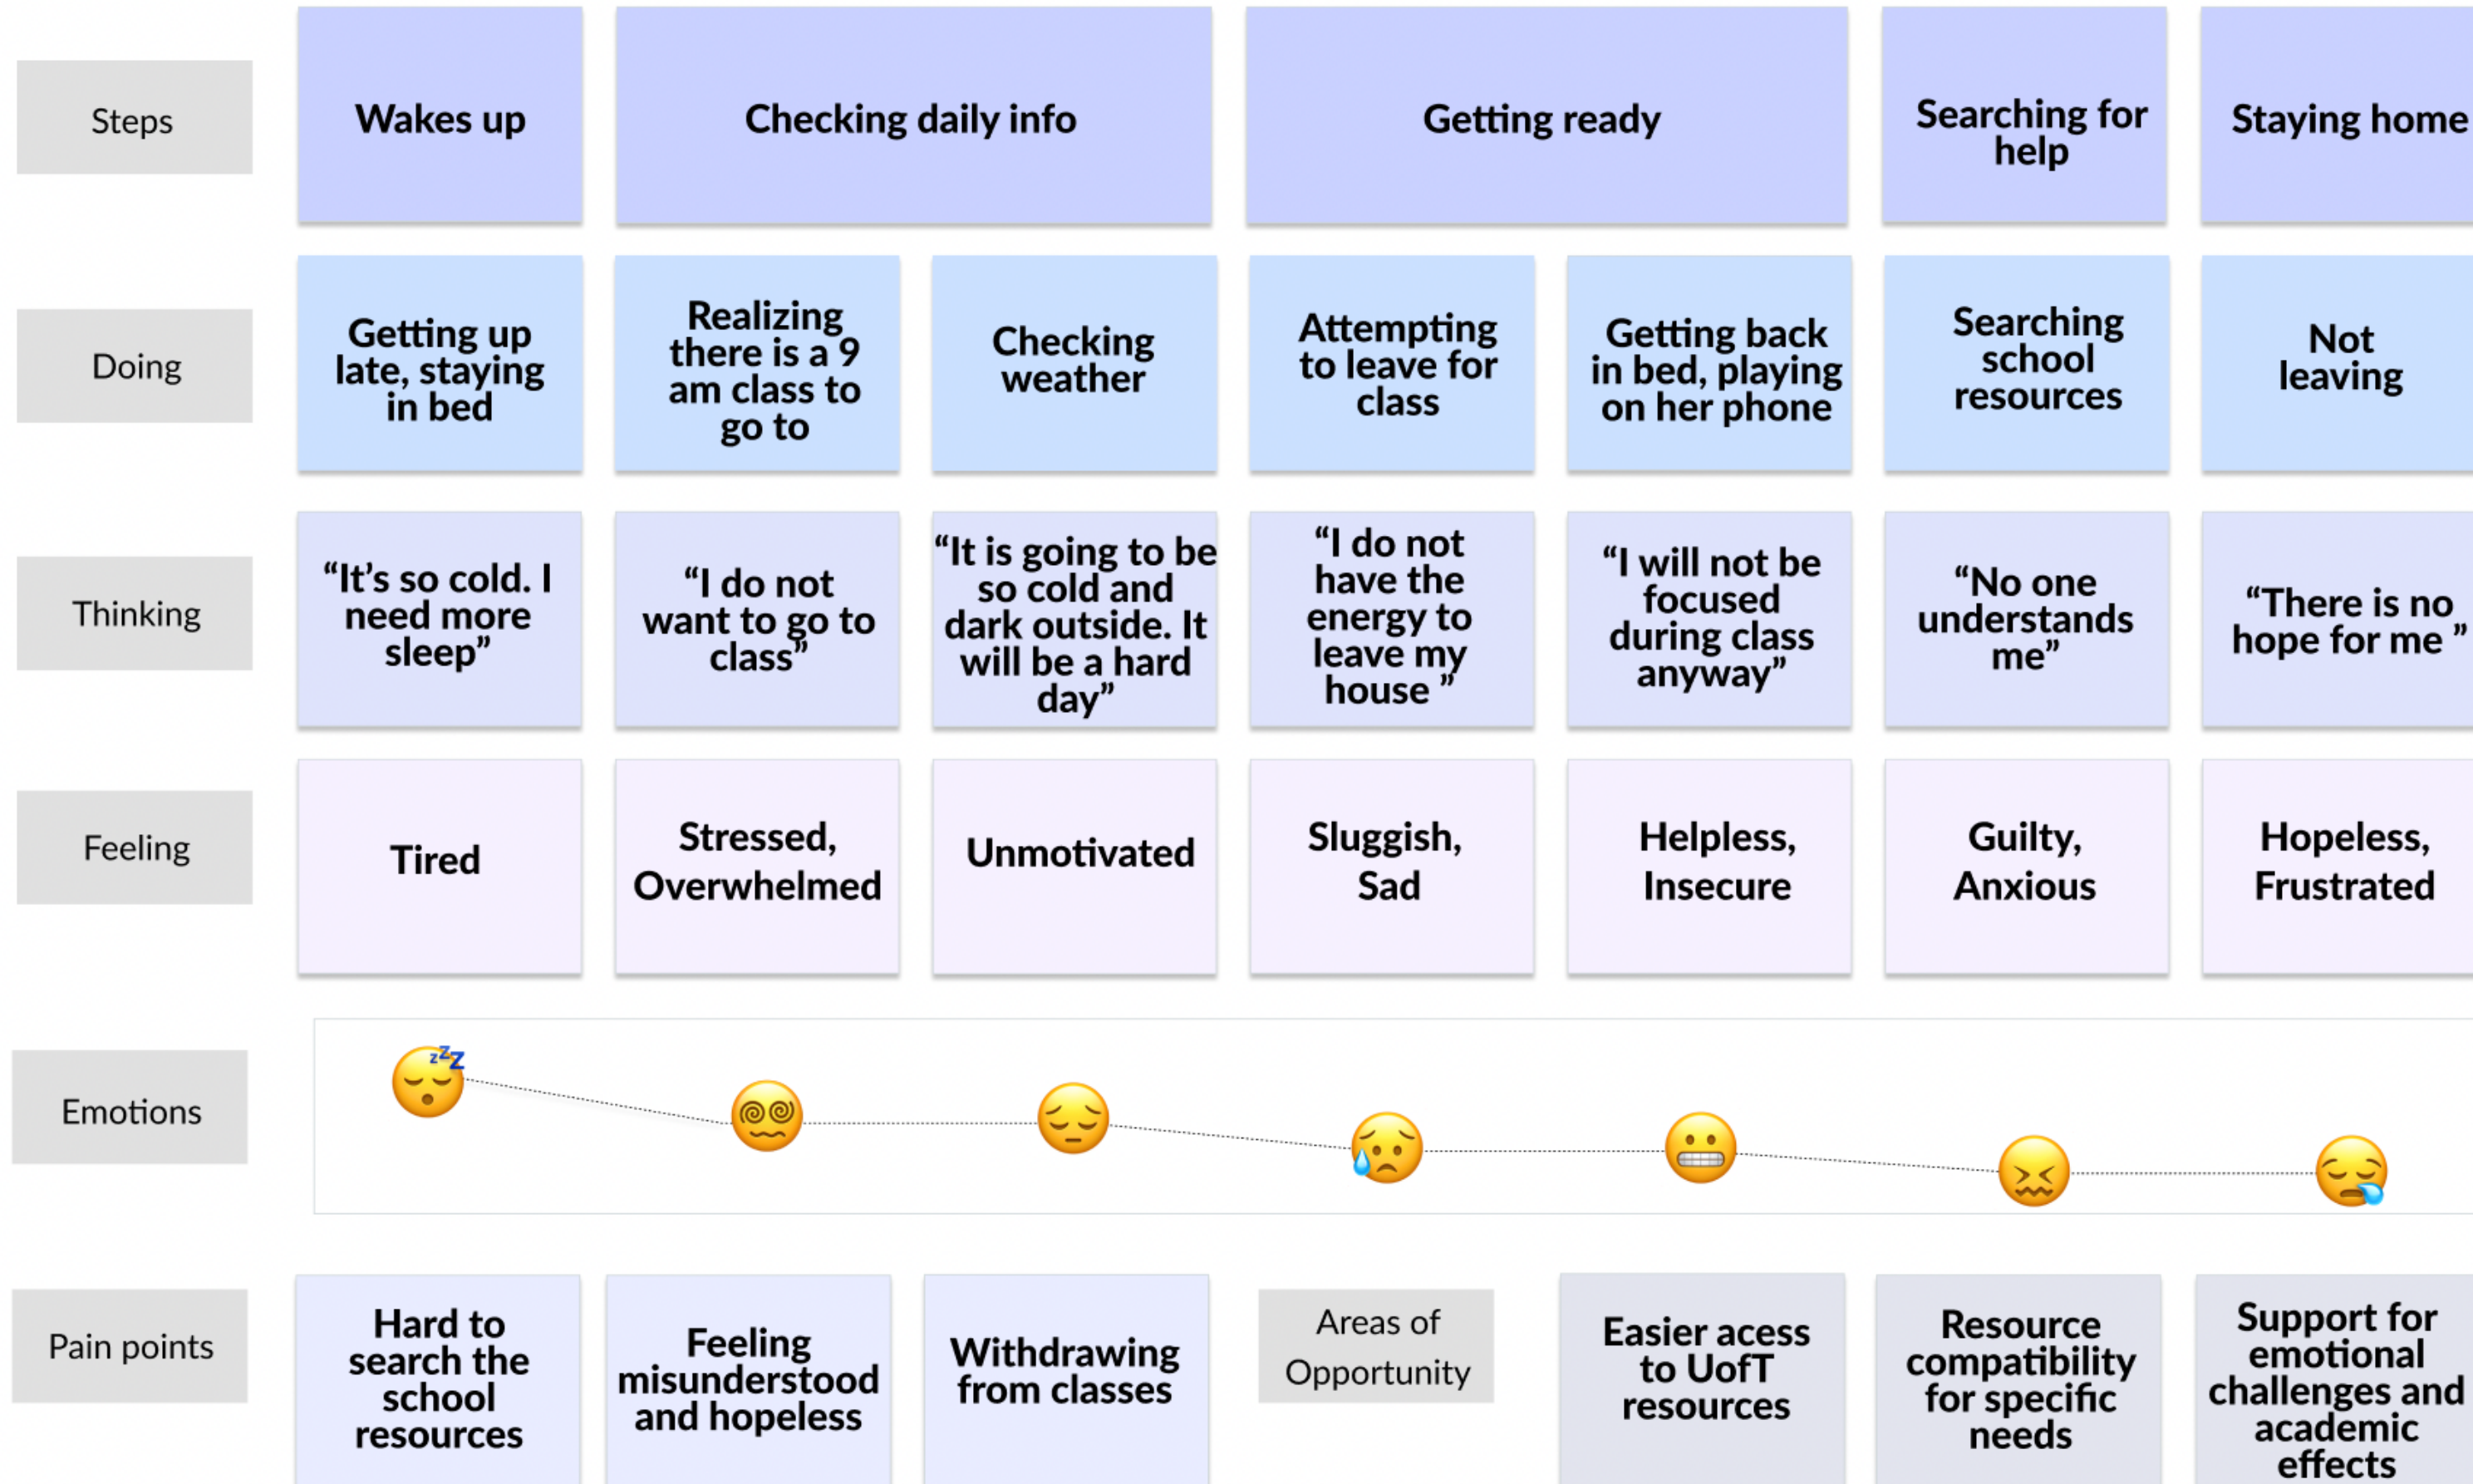 Steps
Wakes up
Checking daily info
Getting ready
Searching for
help
Staying home
Doing
Getting up
late, staying
in bed
Realizing
there is a 9
am class to
go to
Checking
weather
Attempting
to leave for
class
Getting back
in bed, playing
on her phone
Searching
school
resources
Not
leaving
Thinking
“It’s so cold. I
need more
sleep”
“I do not
want to go to
class”
“It is going to be
so cold and
dark outside. It
will be a hard
day”
“I do not
have the
energy to
leave my
house ”
“I will not be
focused
during class
anyway”
“No one
understands
me”
“There is no
hope for me ”
Feeling
Tired
Stressed,
Overwhelmed
Unmotivated
Sluggish,
Sad
Helpless,
Insecure
Guilty,
Anxious
Hopeless,
Frustrated
Emotions
Pain points
Hard to
search the
school
resources
Feeling
misunderstood
and hopeless
Withdrawing
from classes
Areas of
Opportunity
Easier acess
to UofT
resources
Resource
compatibility
for specific
needs
Support for
emotional
challenges and
academic
effects